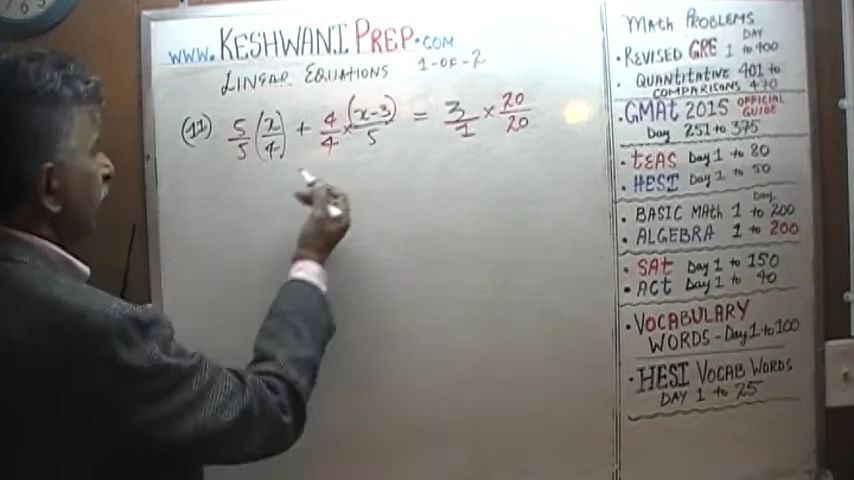 www.KESHWANIPREP.COM
LINEAR EQUATIONS 1-OF-2
(11) 5/5 (x/4) + 4/4 × (x-3)/5 = 3/1 × 20/20
MATH PROBLEMS
DAY
• REVISED GRE 1 to 400
• QUANTITATIVE 401 to
COMPARISONS 470
• GMAT 2015 OFFICIAL GUIDE
Day 251 to 375
• TEAS Day 1 to 80
• HESI Day 1 to 50
Day
• BASIC MATH 1 to 200
• ALGEBRA 1 to 200
• SAT Day 1 to 150
• ACT Day 1 to 40
• VOCABULARY
WORDS - Day 1 to 100
• HESI VOCAB WORDS
DAY 1 to 25